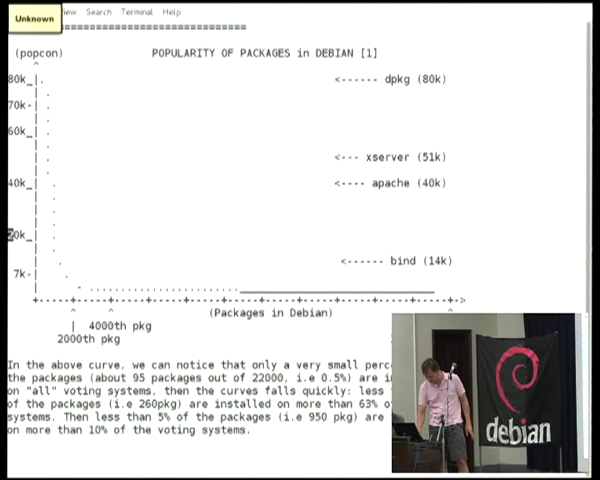 Unknown
iew Search Terminal Help
==============================
(popcon) POPULARITY OF PACKAGES in DEBIAN [1]
80k_| <------ dpkg (80k)
70k-|
60k_|
<--- xserver (51k)
40k_| <---- apache (40k)
20k_|
<------ bind (14k)
7k-|
(Packages in Debian)
| 4000th pkg
2000th pkg
In the above curve, we can notice that only a very small perc
the packages (about 95 packages out of 22000, i.e 0.5%) are i
on "all" voting systems, then the curves falls quickly: less
of the packages (i.e 260pkg) are installed on more than 63% o
systems. Then less than 5% of the packages (i.e 950 pkg) are
on more than 10% of the voting systems.
debian